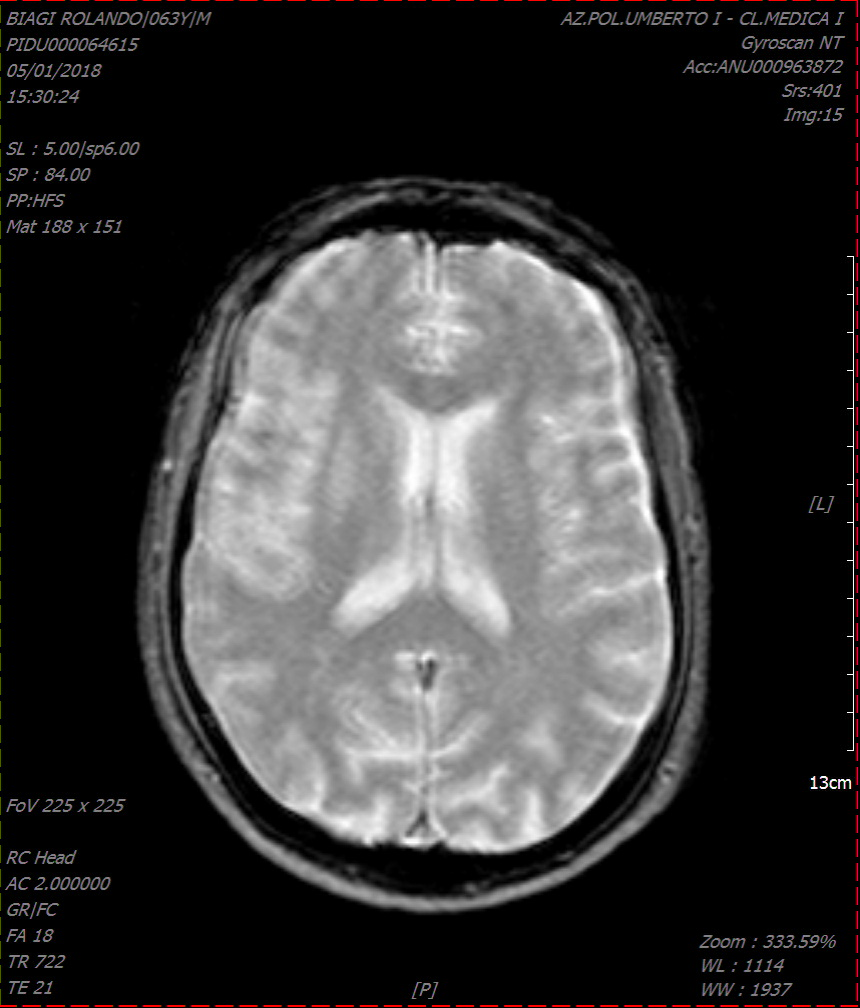 BIAGI ROLANDO|063Y|M
PIDU000064615
05/01/2018
15:30:24
AZ.POL.UMBERTO I - CL.MEDICA I
Gyroscan NT
Acc:ANU000963872
Srs:401
Img:15
SL : 5.00|sp6.00
SP : 84.00
PP:HFS
Mat 188 x 151
[L]
13cm
FoV 225 x 225
RC Head
AC 2.000000
GR|FC
FA 18
TR 722
TE 21
[P]
Zoom : 333.59%
WL : 1114
WW : 1937